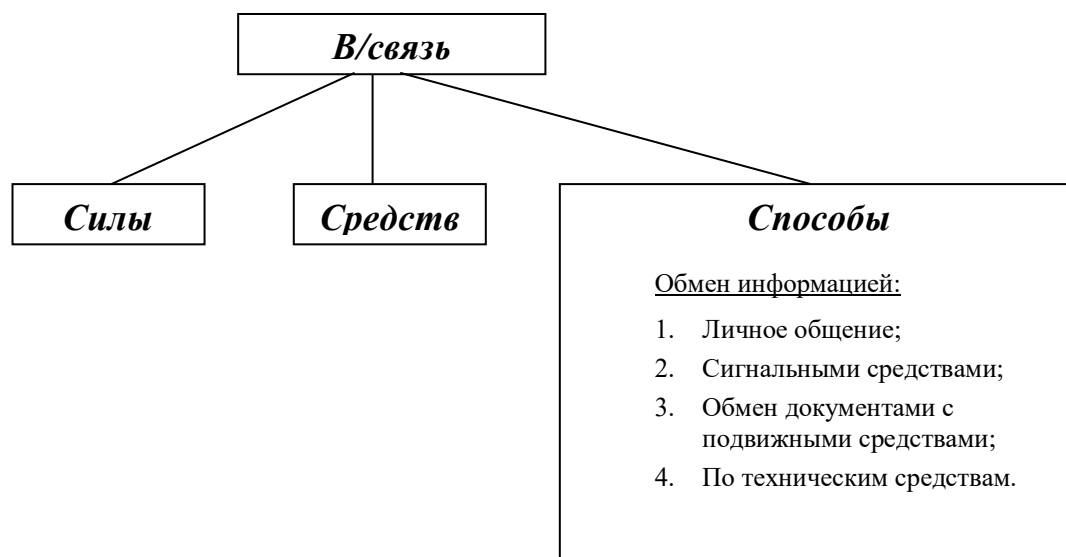 В/связь
Силы
Средств
Способы
Обмен информацией:
1. Личное общение;
2. Сигнальными средствами;
3. Обмен документами с
подвижными средствами;
4. По техническим средствам.